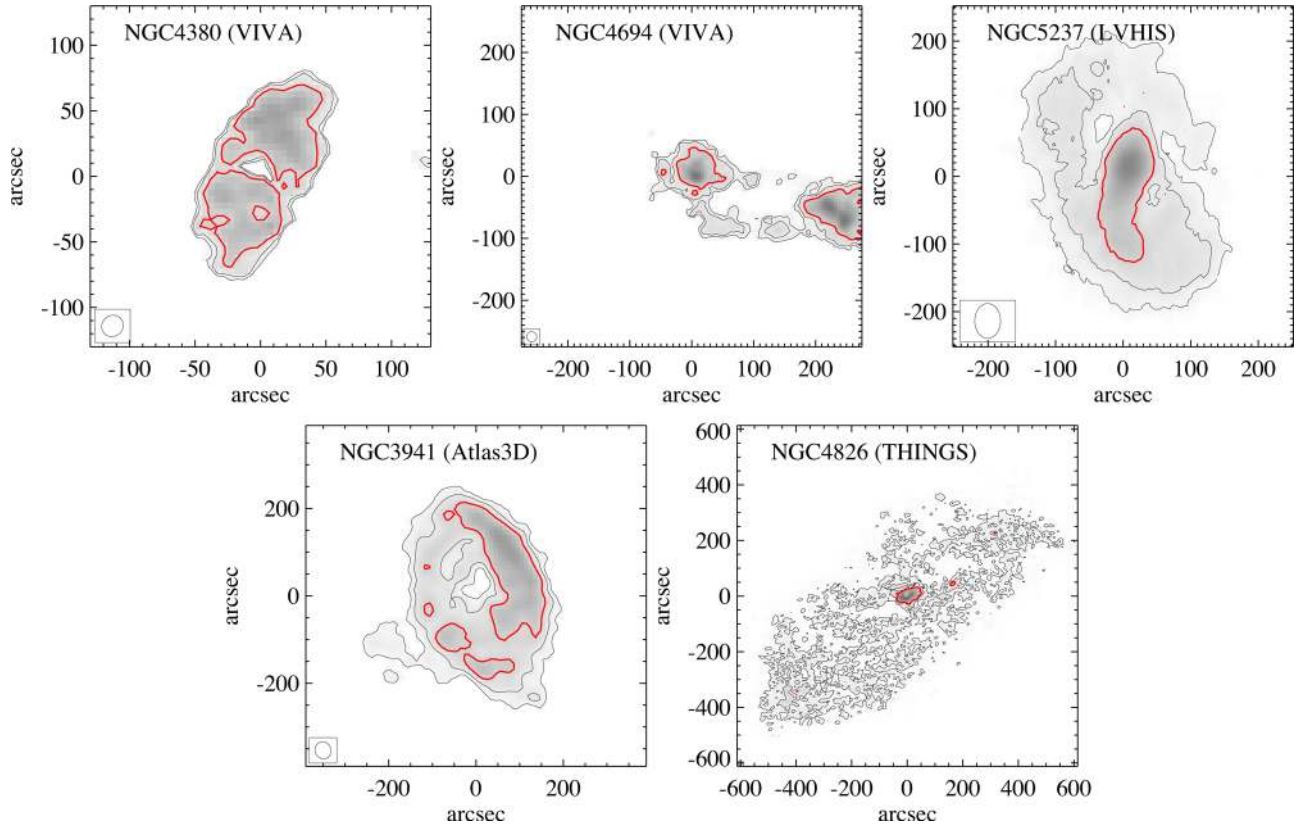 NGC4380 (VIVA)
100
50
0
-50
-100
arcsec
-100 -50 0 50 100
arcsec
NGC4694 (VIVA)
200
100
0
-100
-200
arcsec
-200 -100 0 100 200
arcsec
NGC5237 (LVHIS)
200
100
0
-100
-200
arcsec
-200 -100 0 100 200
arcsec
NGC3941 (Atlas3D)
200
0
-200
arcsec
-200 0 200
arcsec
NGC4826 (THINGS)
600
400
200
0
-200
-400
-600
arcsec
-600 -400 -200 0 200 400 600
arcsec